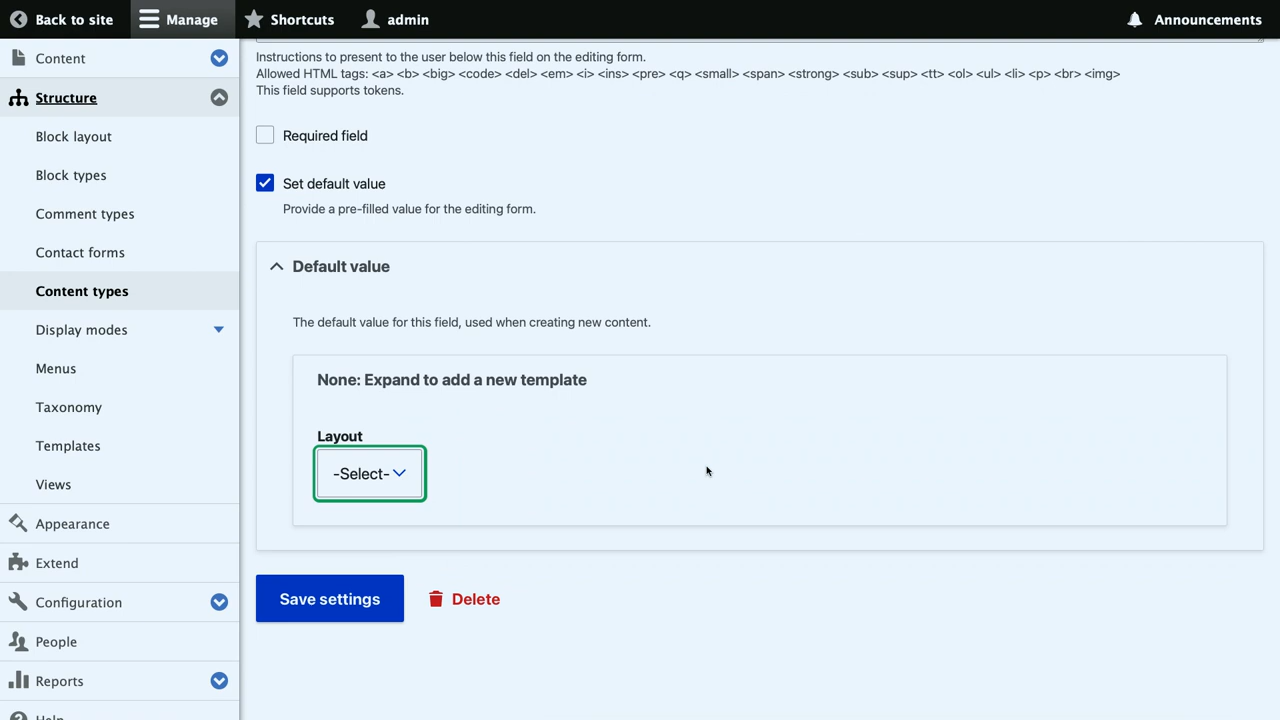 Back to site
Manage
Shortcuts
admin
Announcements
Content
Structure
Block layout
Block types
Comment types
Contact forms
Content types
Display modes
Menus
Taxonomy
Templates
Views
Appearance
Extend
Configuration
People
Reports
Help
Instructions to present to the user below this field on the editing form.
Allowed HTML tags: <a> <b> <big> <code> <del> <em> <i> <ins> <pre> <q> <small> <span> <strong> <sub> <sup> <tt> <ol> <ul> <li> <p> <br> <img>
This field supports tokens.
Required field
Set default value
Provide a pre-filled value for the editing form.
Default value
The default value for this field, used when creating new content.
None: Expand to add a new template
Layout
-Select-
Save settings
Delete